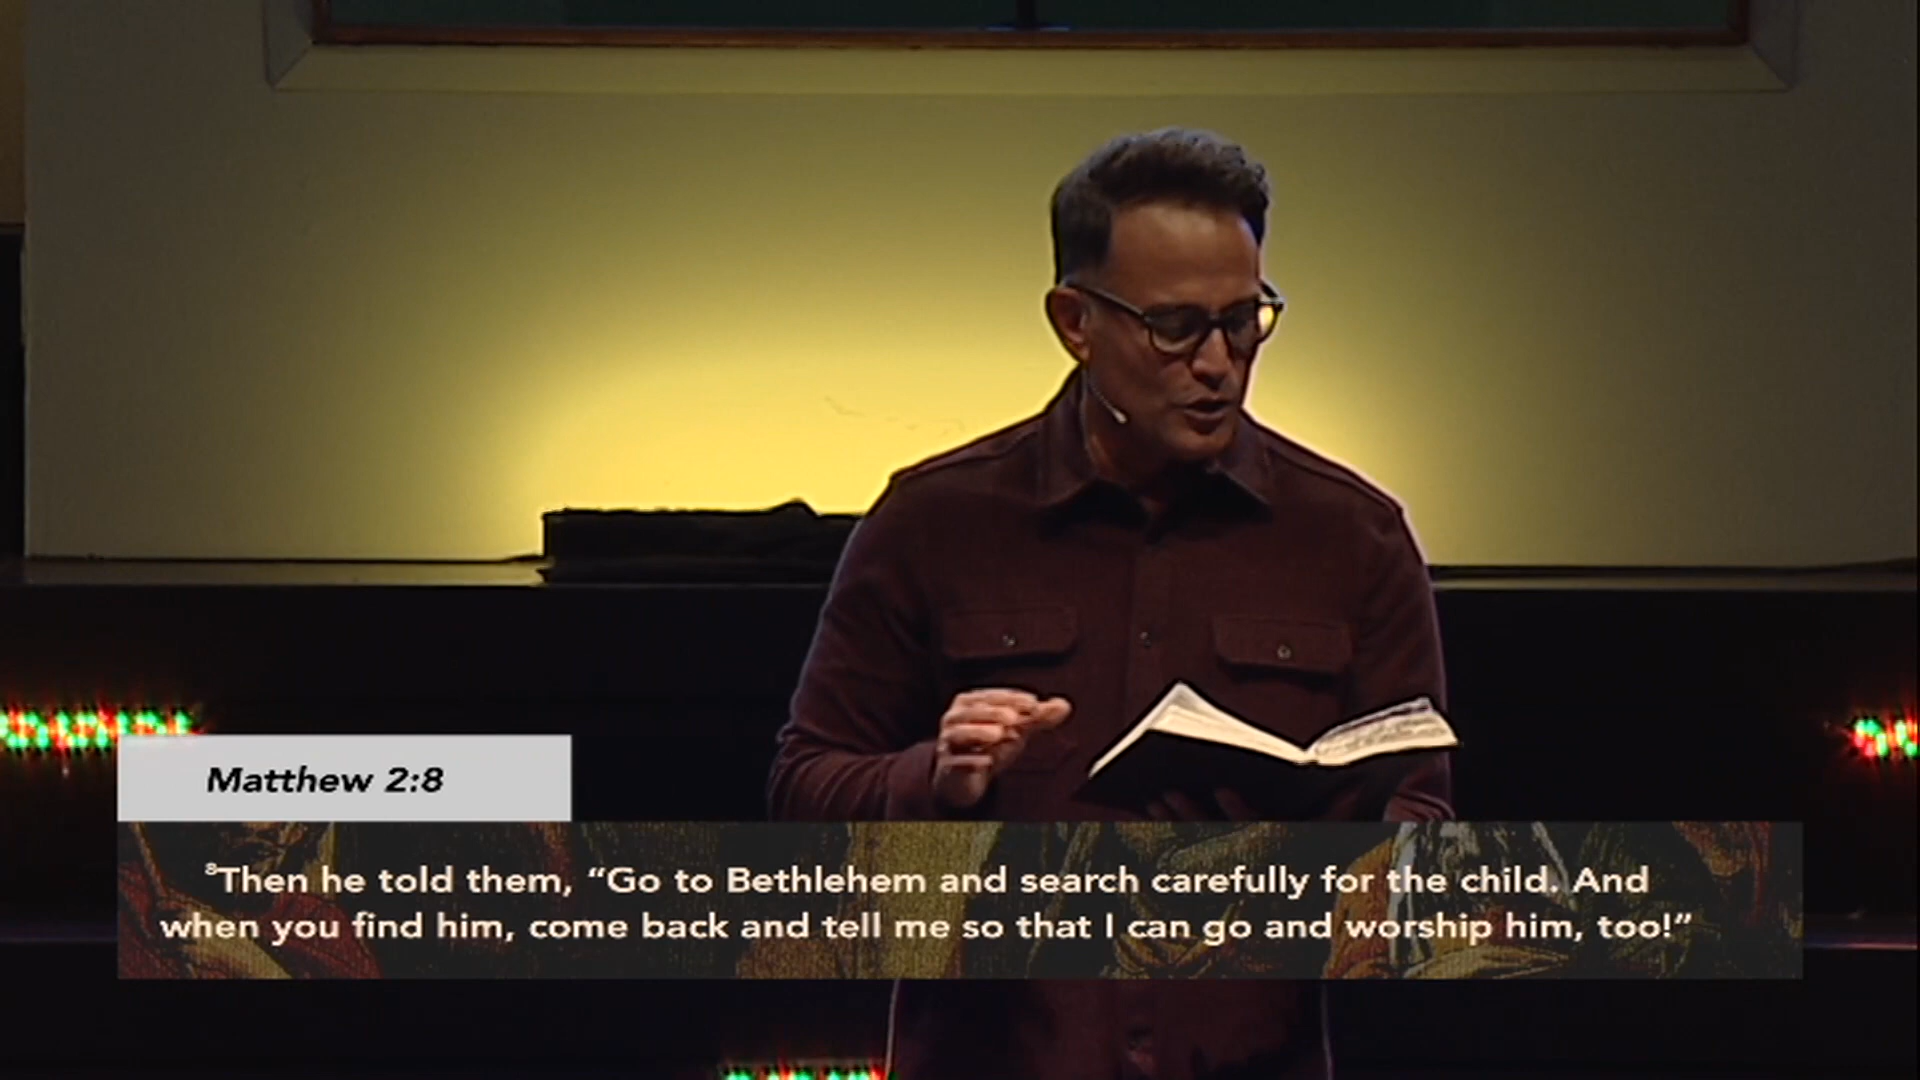 Matthew 2:8
⁸Then he told them, “Go to Bethlehem and search carefully for the child. And
when you find him, come back and tell me so that I can go and worship him, too!”